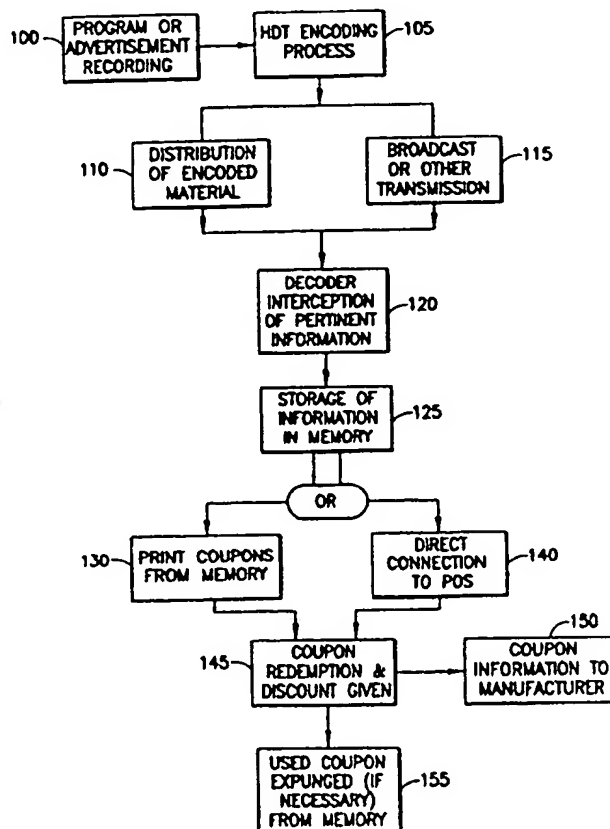 100
PROGRAM OR
ADVERTISEMENT
RECORDING
HDT ENCODING
PROCESS
105
110
DISTRIBUTION
OF ENCODED
MATERIAL
BROADCAST
OR OTHER
TRANSMISSION
115
DECODER
INTERCEPTION
OF PERTINENT
INFORMATION
120
STORAGE OF
INFORMATION
IN MEMORY
125
OR
130
PRINT COUPONS
FROM MEMORY
DIRECT
CONNECTION
TO POS
140
145
COUPON
REDEMPTION &
DISCOUNT GIVEN
150
COUPON
INFORMATION TO
MANUFACTURER
USED COUPON
EXPUNGED (IF
NECESSARY)
FROM MEMORY
155